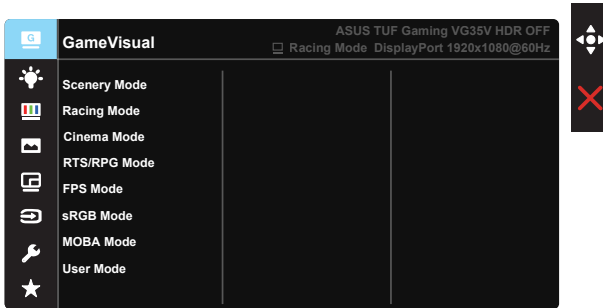 G
GameVisual
ASUS TUF Gaming VG35V HDR OFF
Racing Mode DisplayPort 1920x1080@60Hz
Scenery Mode
Racing Mode
Cinema Mode
RTS/RPG Mode
FPS Mode
sRGB Mode
MOBA Mode
User Mode